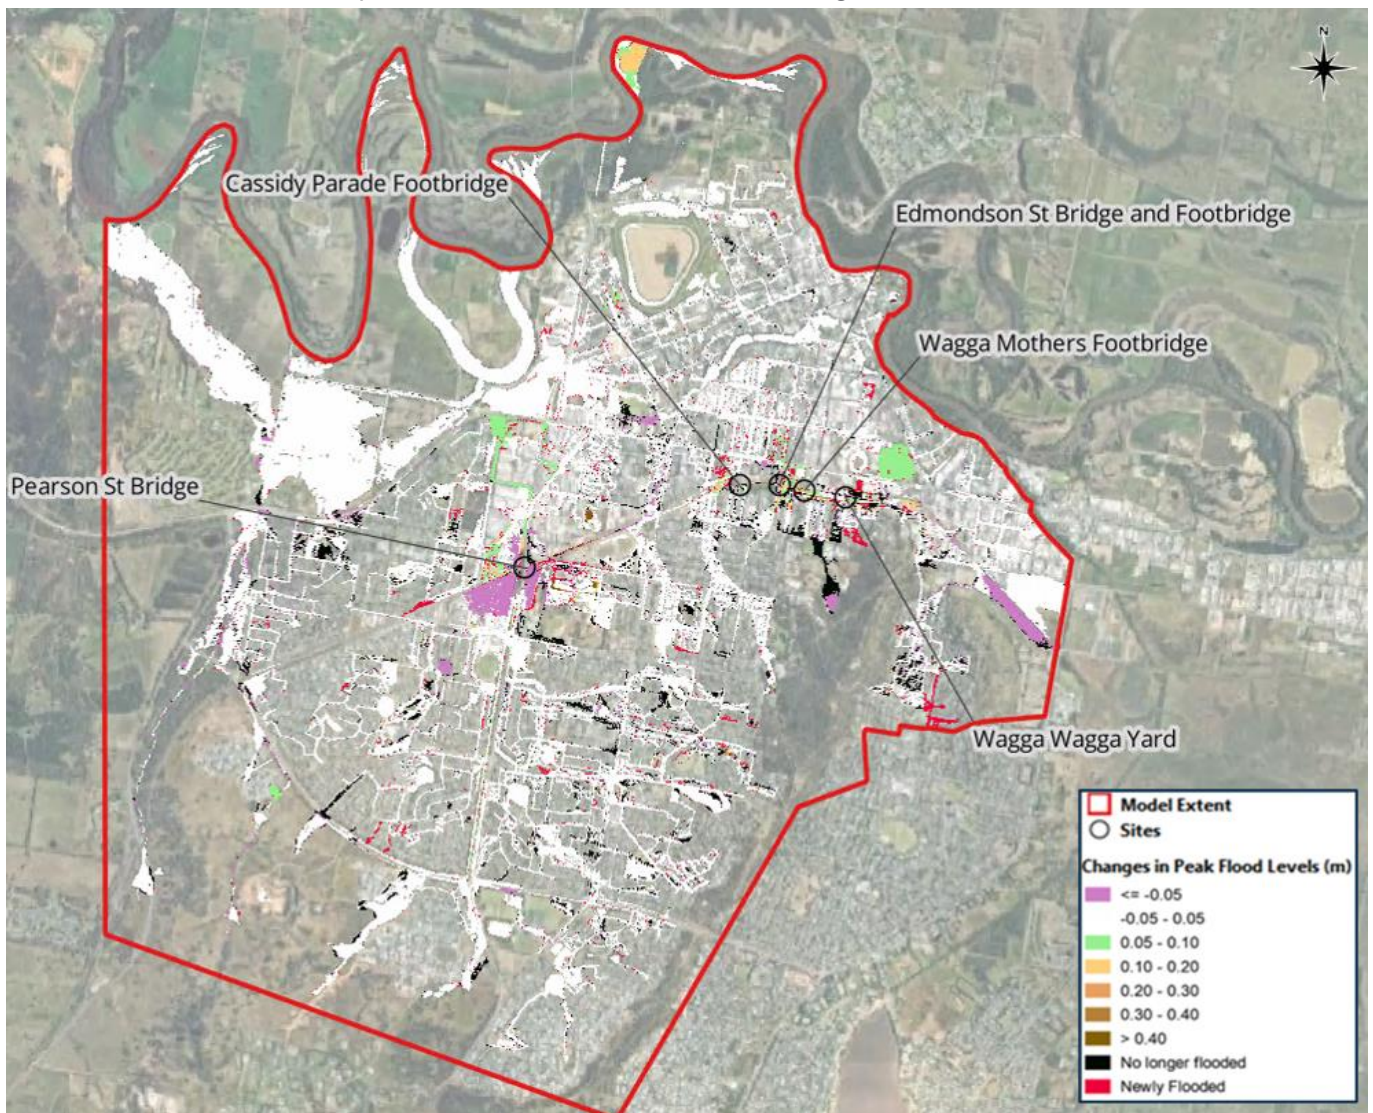 N
Cassidy Parade Footbridge
Edmondson St Bridge and Footbridge
Wagga Mothers Footbridge
Pearson St Bridge
Wagga Wagga Yard
Model Extent
Sites
Changes in Peak Flood Levels (m)
<= -0.05
-0.05 - 0.05
0.05 - 0.10
0.10 - 0.20
0.20 - 0.30
0.30 - 0.40
> 0.40
No longer flooded
Newly Flooded